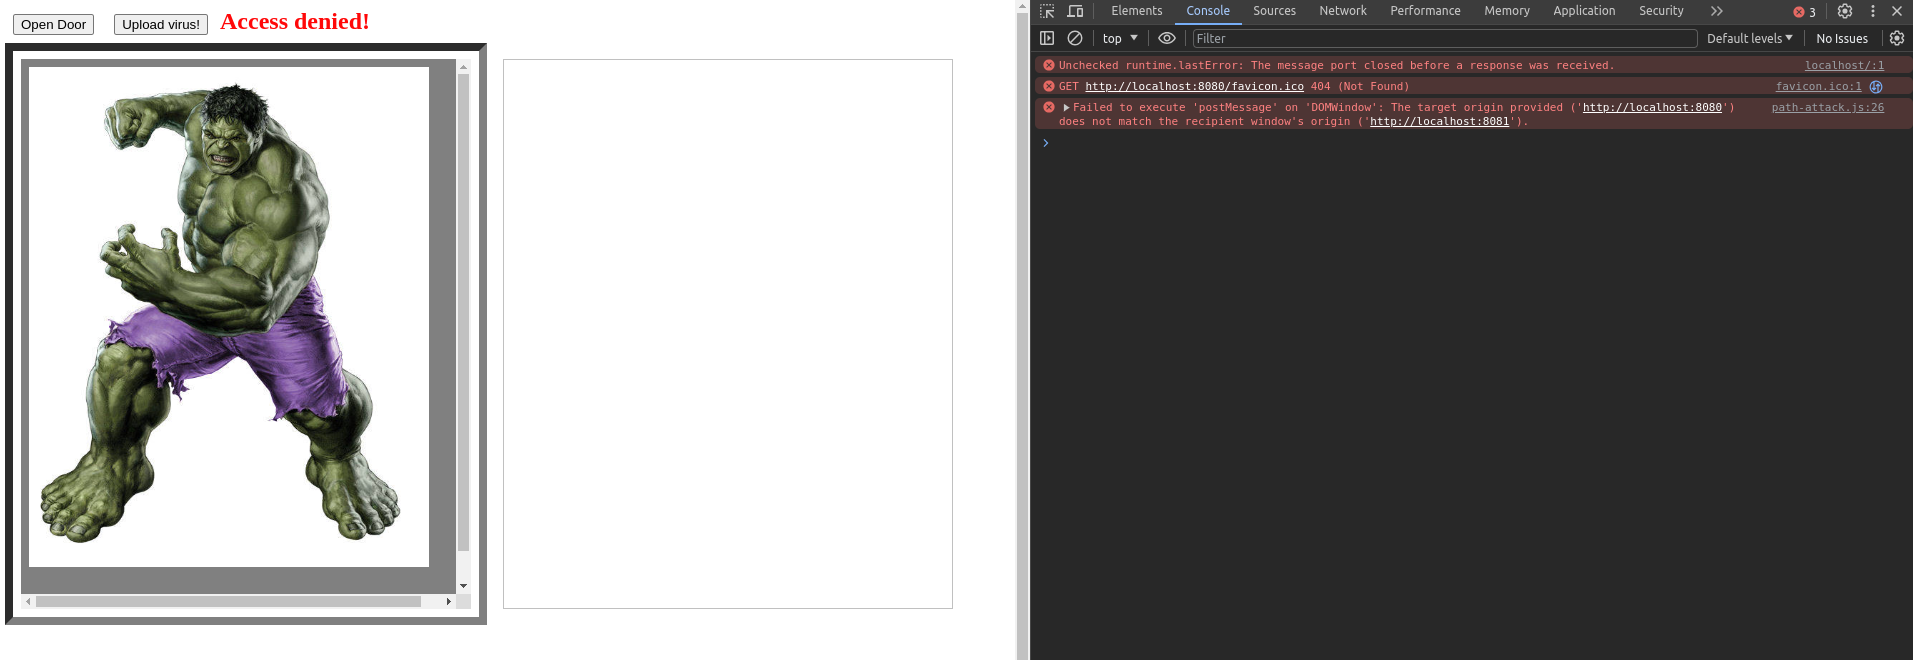 Open Door Upload virus! Access denied!
Elements Console Sources Network Performance Memory Application Security 3
top Filter Default levels No Issues
Unchecked runtime.lastError: The message port closed before a response was received. localhost/:1
GET http://localhost:8080/favicon.ico 404 (Not Found) favicon.ico:1
Failed to execute 'postMessage' on 'DOMWindow': The target origin provided ('http://localhost:8080') path-attack.js:26
does not match the recipient window's origin ('http://localhost:8081').